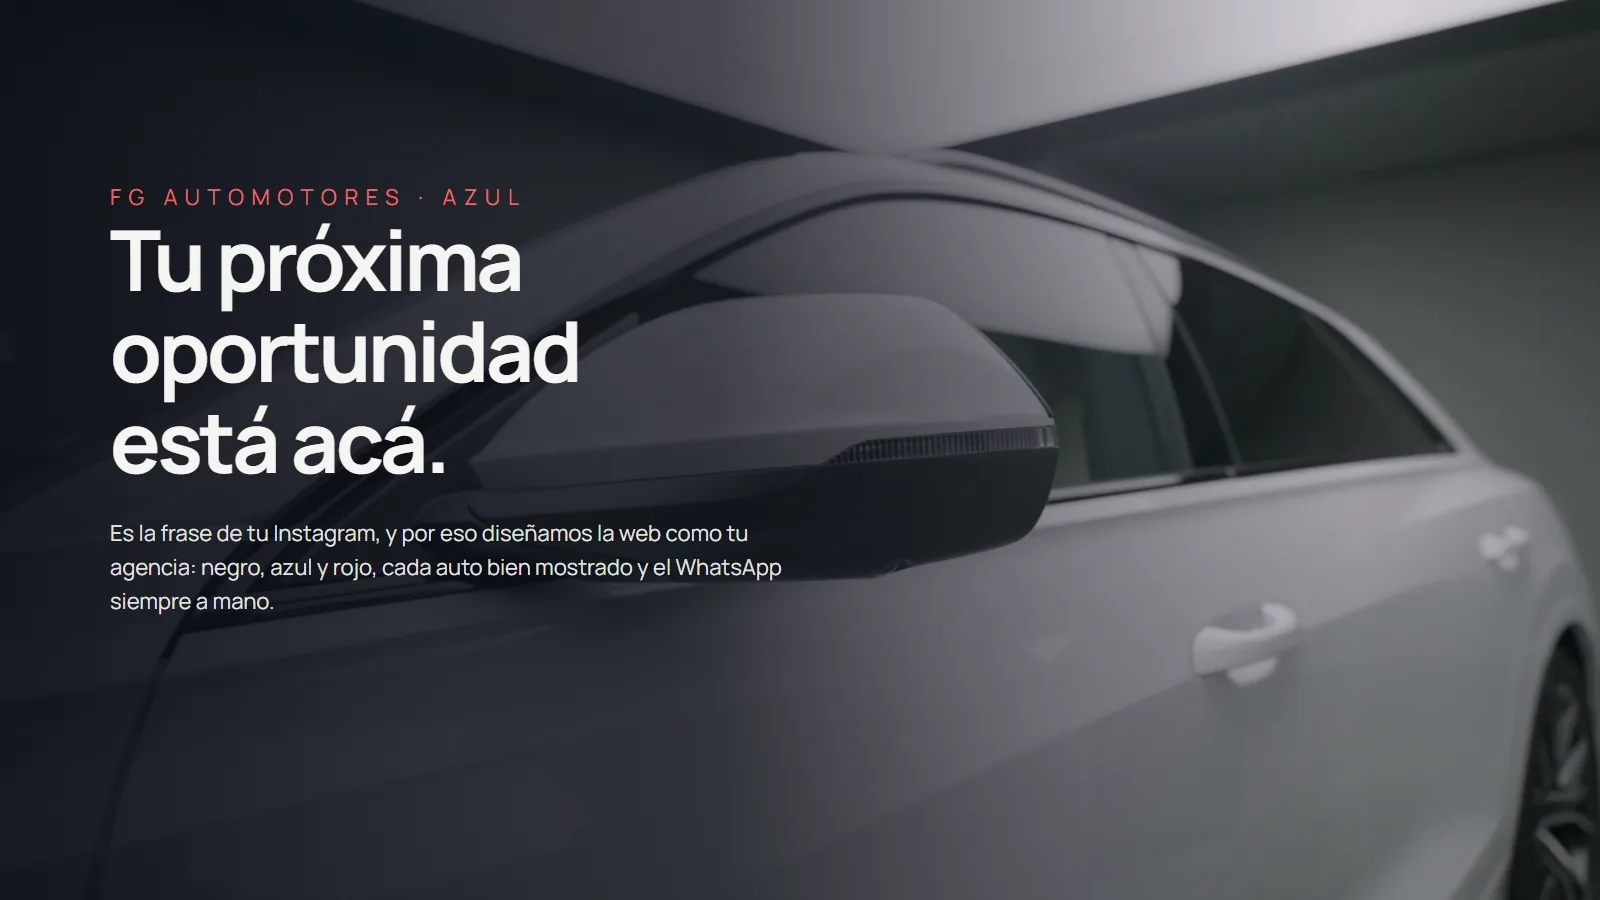 FG AUTOMOTORES · AZUL
Tu próxima
oportunidad
está acá.
Es la frase de tu Instagram, y por eso diseñamos la web como tu
agencia: negro, azul y rojo, cada auto bien mostrado y el WhatsApp
siempre a mano.